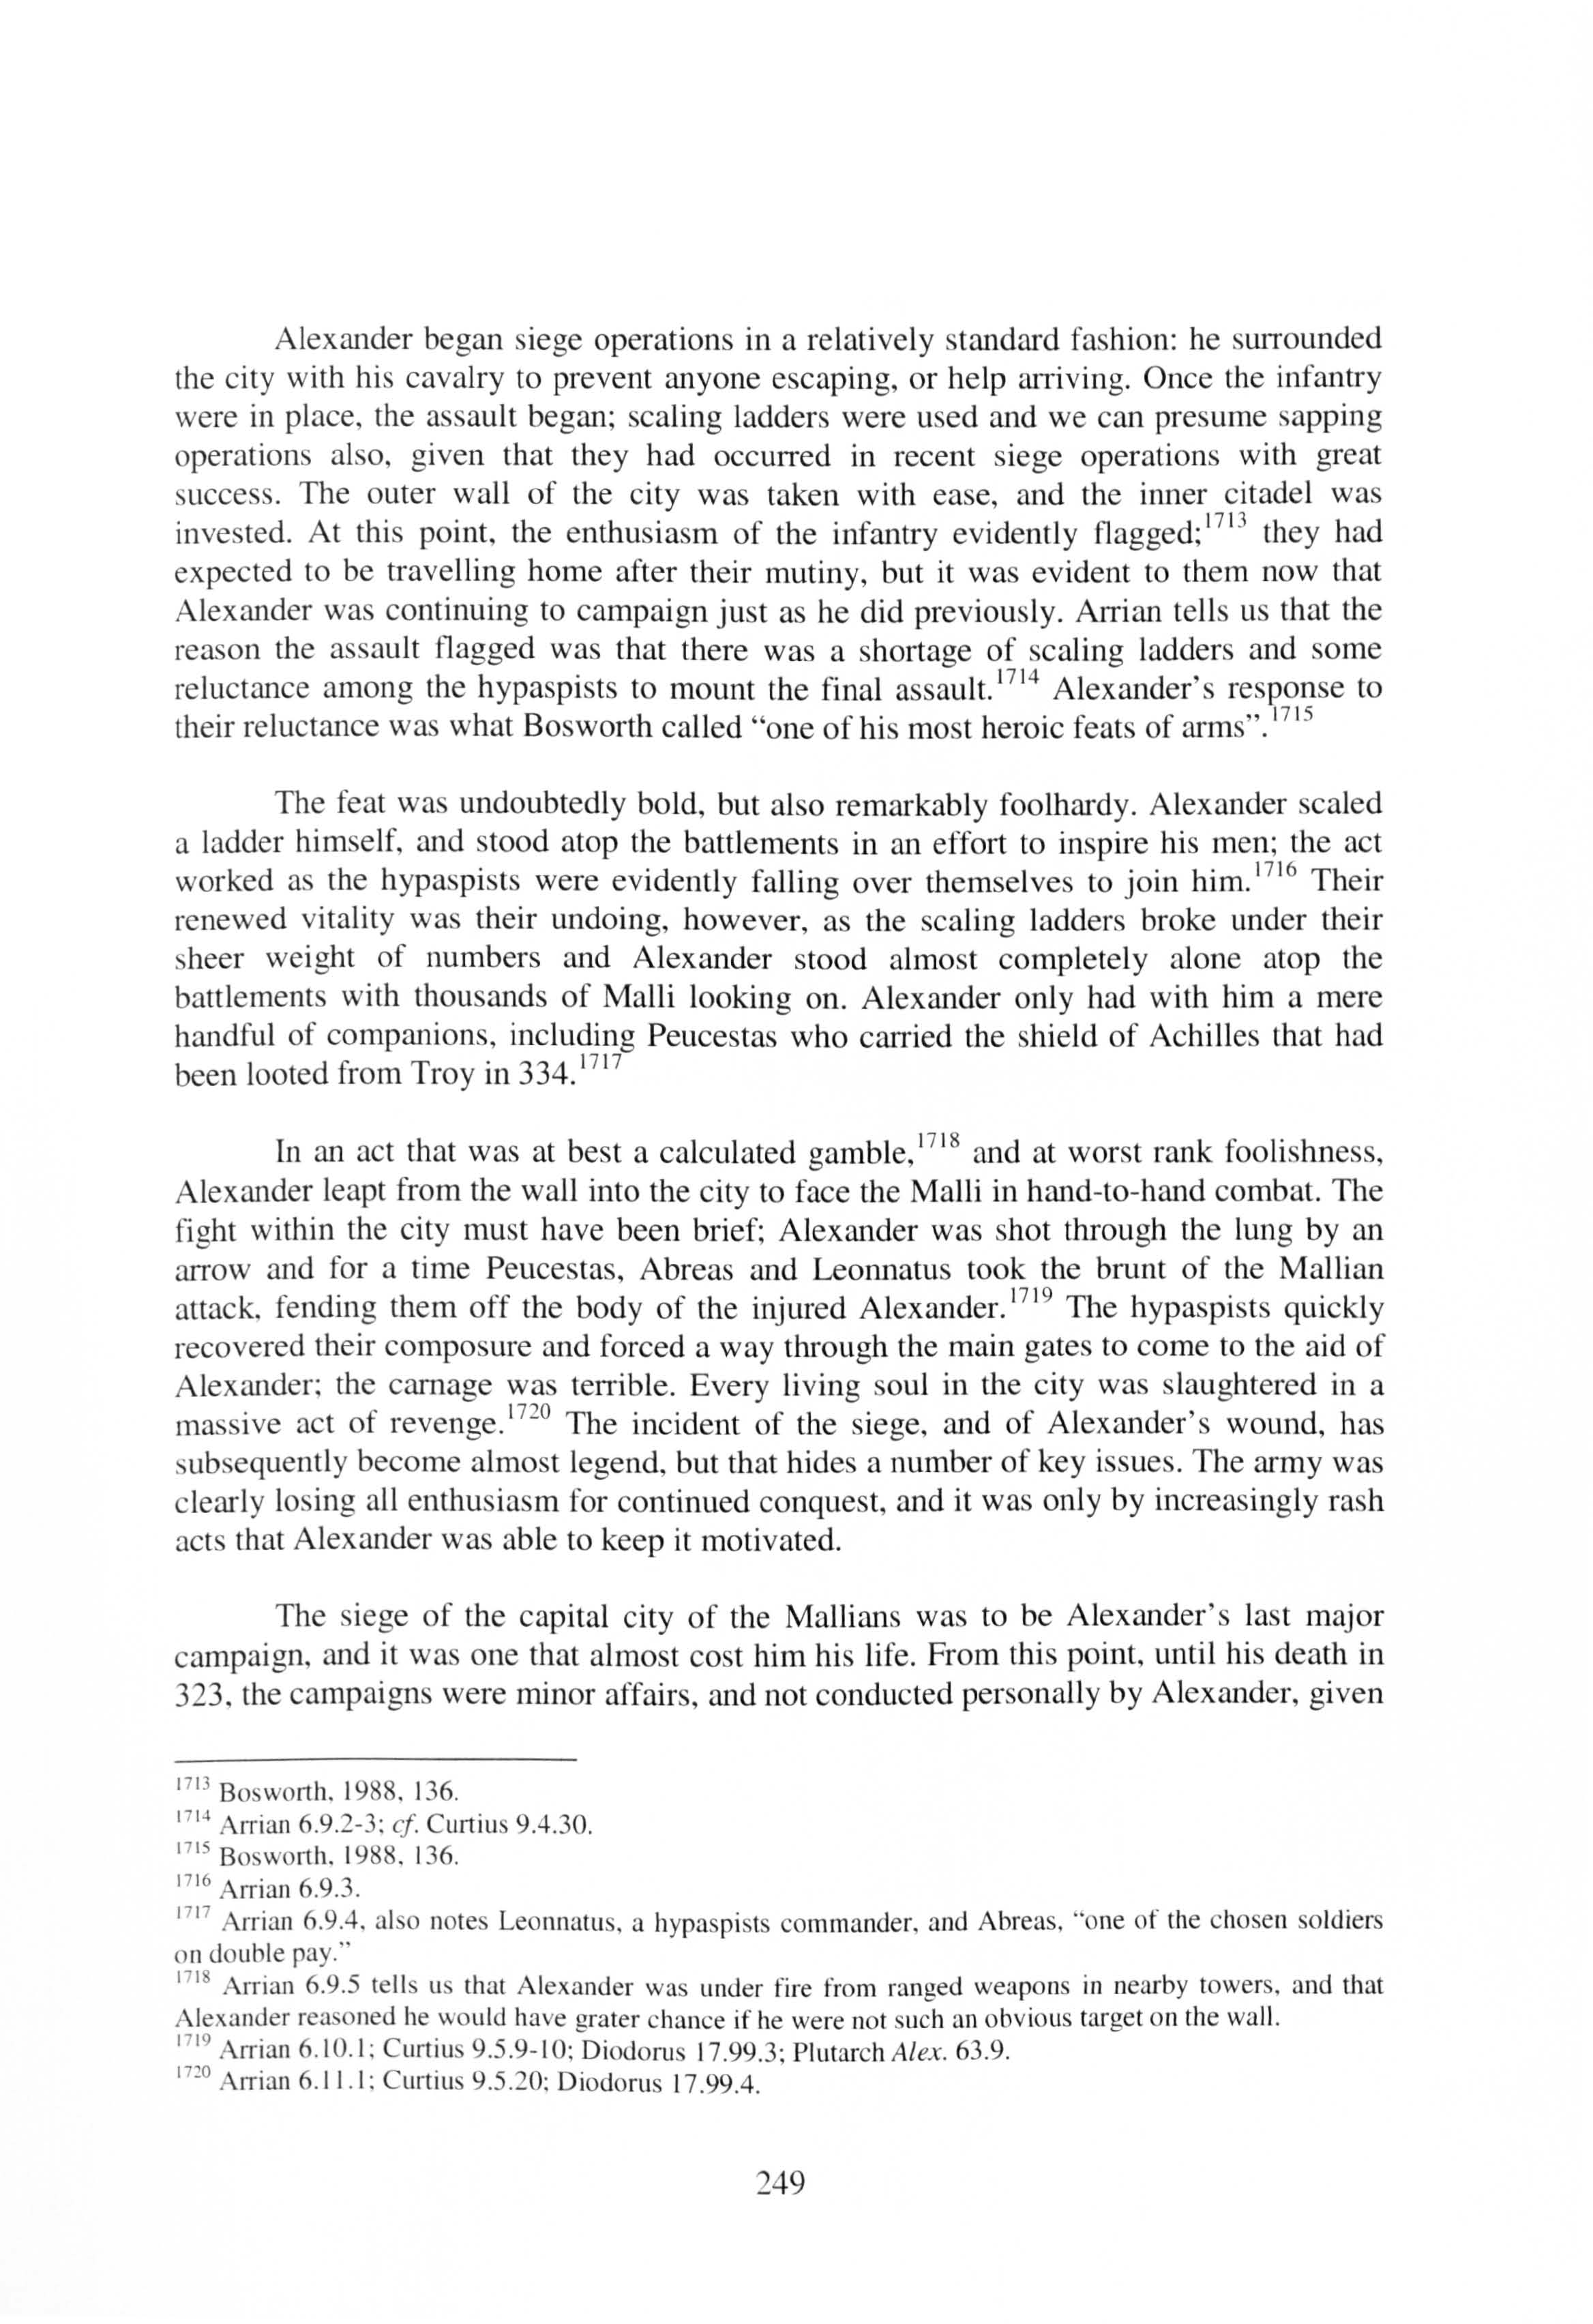 Alexander began siege operations in a relatively standard fashion: he surrounded
the city with his cavalry to prevent anyone escaping, or help arriving. Once the infantry
were in place, the assault began; scaling ladders were used and we can presume sapping
operations also, given that they had occurred in recent siege operations with great
success. The outer wall of the city was taken with ease, and the inner citadel was
invested. At this point, the enthusiasm of the infantry evidently flagged;1713 they had
expected to be travelling home after their mutiny, but it was evident to them now that
Alexander was continuing to campaign just as he did previously. Arrian tells us that the
reason the assault flagged was that there was a shortage of scaling ladders and some
reluctance among the hypaspists to mount the final assault.1714 Alexander's response to
their reluctance was what Bosworth called “one of his most heroic feats of arms”.1715
The feat was undoubtedly bold, but also remarkably foolhardy. Alexander scaled
a ladder himself, and stood atop the battlements in an effort to inspire his men; the act
worked as the hypaspists were evidently falling over themselves to join him.1716 Their
renewed vitality was their undoing, however, as the scaling ladders broke under their
sheer weight of numbers and Alexander stood almost completely alone atop the
battlements with thousands of Malli looking on. Alexander only had with him a mere
handful of companions, including Peucestas who carried the shield of Achilles that had
been looted from Troy in 334.1717
In an act that was at best a calculated gamble,1718 and at worst rank foolishness,
Alexander leapt from the wall into the city to face the Malli in hand-to-hand combat. The
fight within the city must have been brief; Alexander was shot through the lung by an
arrow and for a time Peucestas, Abreas and Leonnatus took the brunt of the Mallian
attack, fending them off the body of the injured Alexander.1719 The hypaspists quickly
recovered their composure and forced a way through the main gates to come to the aid of
Alexander; the carnage was terrible. Every living soul in the city was slaughtered in a
massive act of revenge.1720 The incident of the siege, and of Alexander's wound, has
subsequently become almost legend, but that hides a number of key issues. The army was
clearly losing all enthusiasm for continued conquest, and it was only by increasingly rash
acts that Alexander was able to keep it motivated.
The siege of the capital city of the Mallians was to be Alexander's last major
campaign, and it was one that almost cost him his life. From this point, until his death in
323, the campaigns were minor affairs, and not conducted personally by Alexander, given
1713 Bosworth, 1988, 136.
1714 Arrian 6.9.2-3; cf. Curtius 9.4.30.
1715 Bosworth, 1988, 136.
1716 Arrian 6.9.3.
1717 Arrian 6.9.4, also notes Leonnatus, a hypaspists commander, and Abreas, “one of the chosen soldiers
on double pay.”
1718 Arrian 6.9.5 tells us that Alexander was under fire from ranged weapons in nearby towers, and that
Alexander reasoned he would have grater chance if he were not such an obvious target on the wall.
1719 Arrian 6.10.1; Curtius 9.5.9-10; Diodorus 17.99.3; Plutarch Alex. 63.9.
1720 Arrian 6.11.1; Curtius 9.5.20; Diodorus 17.99.4.
249